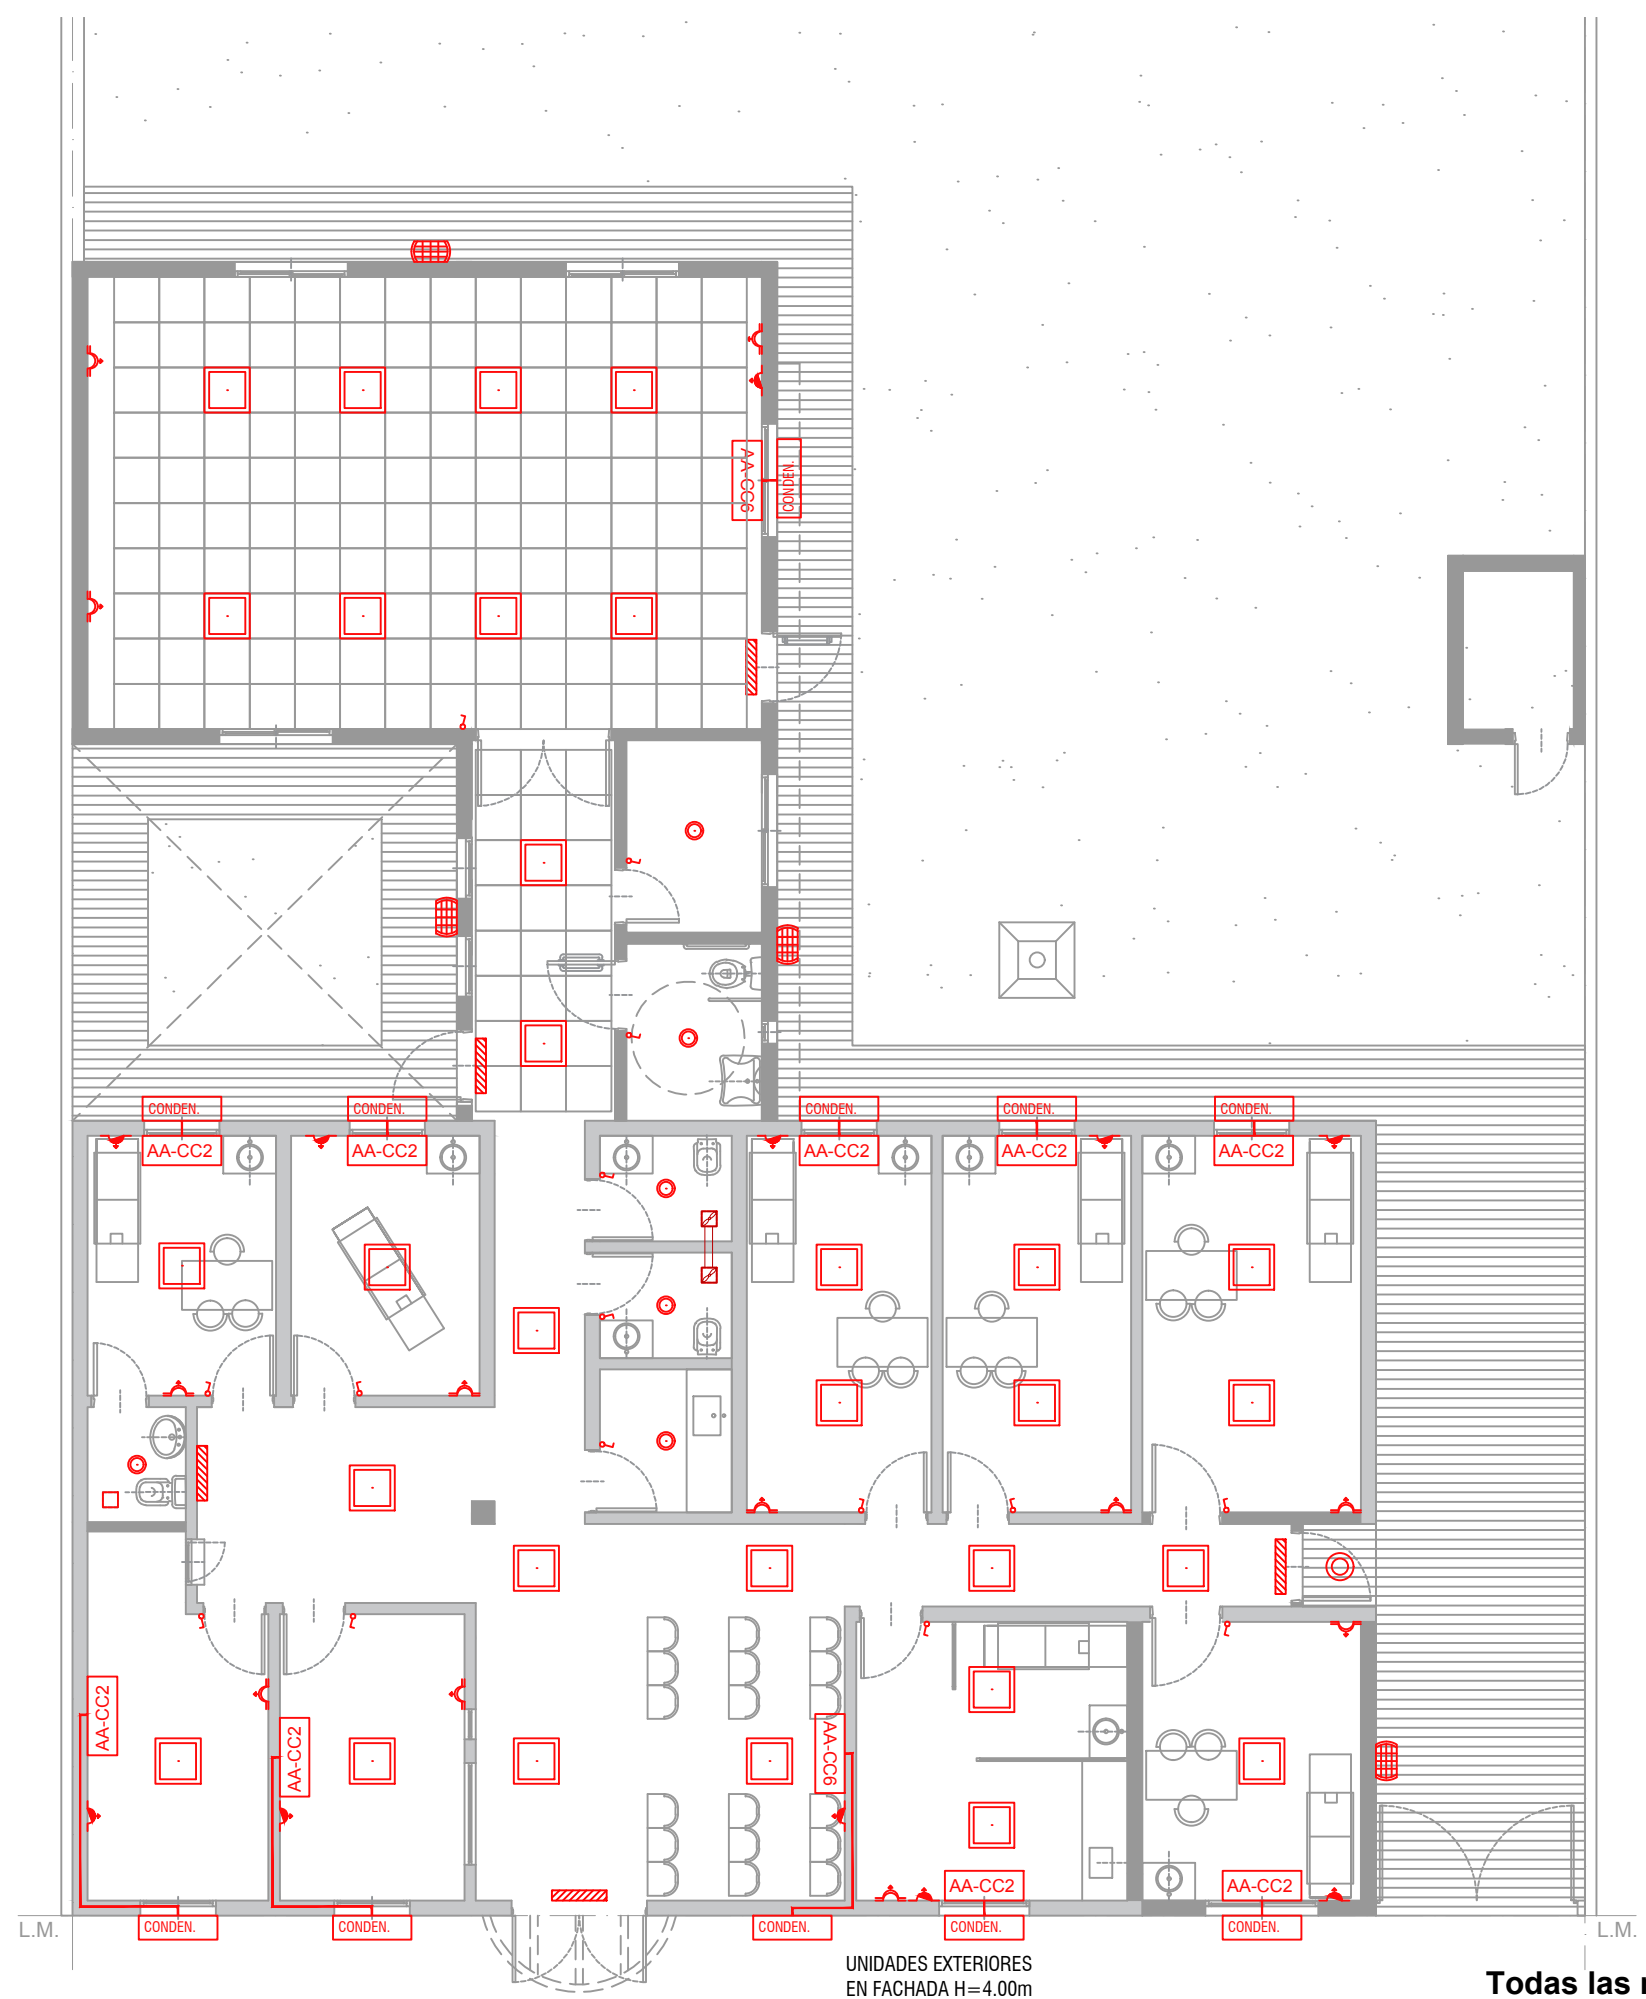 AA-CC6
CONDEN.
CONDEN.
CONDEN.
CONDEN.
CONDEN.
CONDEN.
AA-CC2
AA-CC2
AA-CC2
AA-CC2
AA-CC2
AA-CC2
AA-CC2
AA-CC6
AA-CC2
AA-CC2
L.M.
CONDEN.
CONDEN.
CONDEN.
CONDEN.
CONDEN.
L.M.
UNIDADES EXTERIORES
EN FACHADA H=4.00m
Todas las